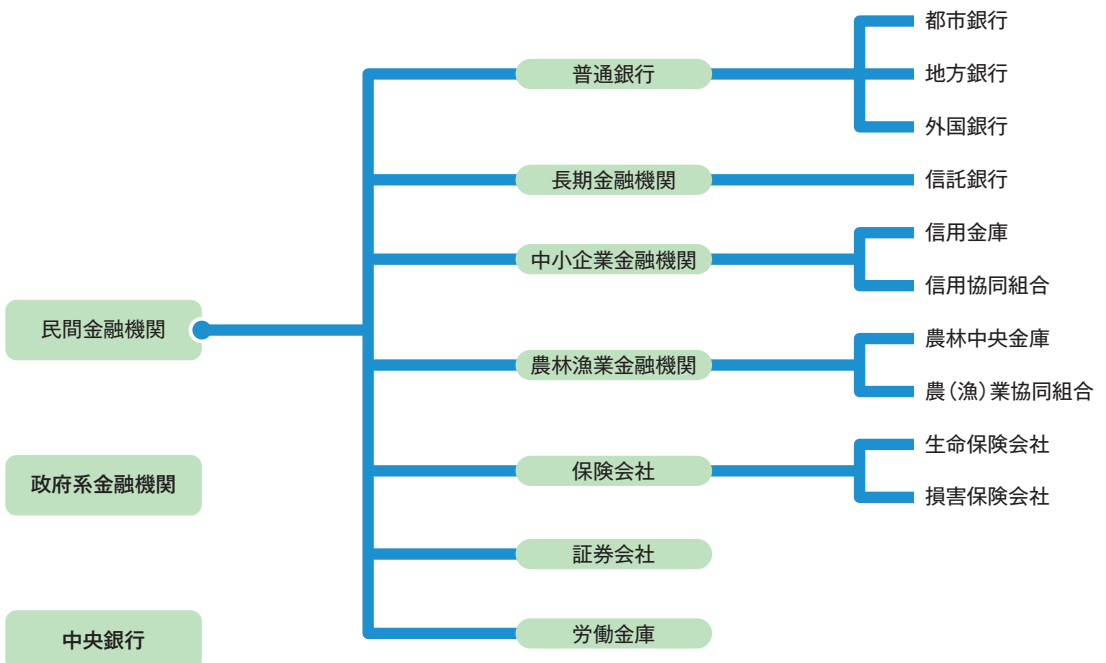 民間金融機関
政府系金融機関
中央銀行
普通銀行
長期金融機関
中小企業金融機関
農林漁業金融機関
保険会社
証券会社
労働金庫
都市銀行
地方銀行
外国銀行
信託銀行
信用金庫
信用協同組合
農林中央金庫
農（漁）業協同組合
生命保険会社
損害保険会社